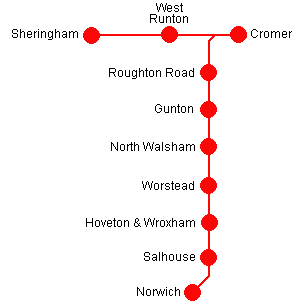 West
Runton
Sheringham
Cromer
Roughton Road
Gunton
North Walsham
Worstead
Hoveton & Wroxham
Salhouse
Norwich